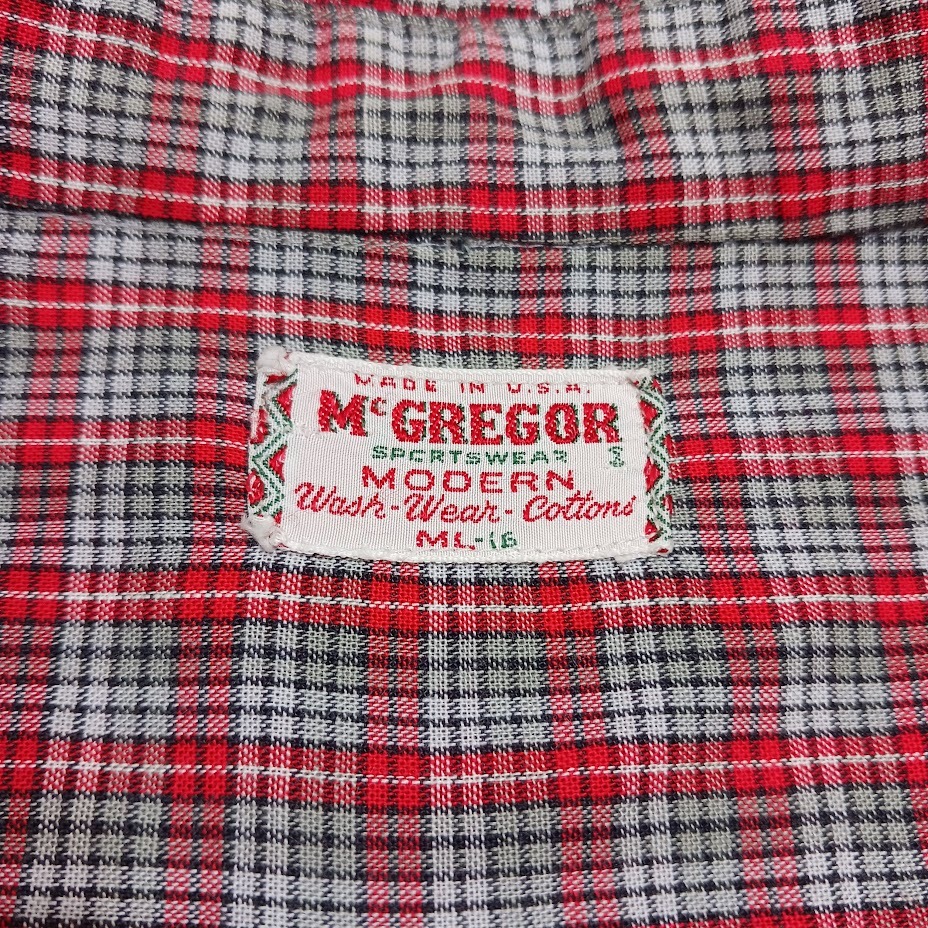 MADE IN U.S.A.
McGREGOR
SPORTSWEAR
MODERN
Wash-Wear-Cottons
ML-16